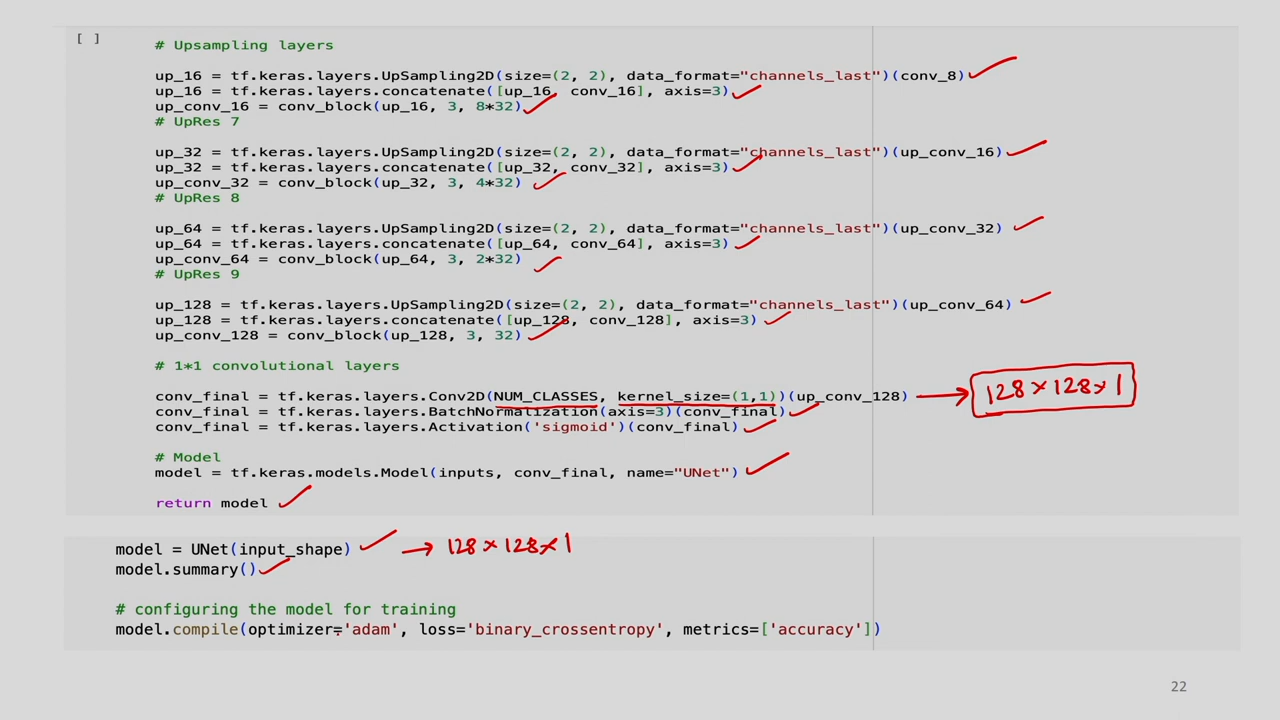 [ ]
# Upsampling layers
up_16 = tf.keras.layers.UpSampling2D(size=(2, 2), data_format="channels_last")(conv_8)
up_16 = tf.keras.layers.concatenate([up_16, conv_16], axis=3)
up_conv_16 = conv_block(up_16, 3, 8*32)
# UpRes 7
up_32 = tf.keras.layers.UpSampling2D(size=(2, 2), data_format="channels_last")(up_conv_16)
up_32 = tf.keras.layers.concatenate([up_32, conv_32], axis=3)
up_conv_32 = conv_block(up_32, 3, 4*32)
# UpRes 8
up_64 = tf.keras.layers.UpSampling2D(size=(2, 2), data_format="channels_last")(up_conv_32)
up_64 = tf.keras.layers.concatenate([up_64, conv_64], axis=3)
up_conv_64 = conv_block(up_64, 3, 2*32)
# UpRes 9
up_128 = tf.keras.layers.UpSampling2D(size=(2, 2), data_format="channels_last")(up_conv_64)
up_128 = tf.keras.layers.concatenate([up_128, conv_128], axis=3)
up_conv_128 = conv_block(up_128, 3, 32)
# 1*1 convolutional layers
conv_final = tf.keras.layers.Conv2D(NUM_CLASSES, kernel_size=(1,1))(up_conv_128) → 128×128×1
conv_final = tf.keras.layers.BatchNormalization(axis=3)(conv_final)
conv_final = tf.keras.layers.Activation('sigmoid')(conv_final)
# Model
model = tf.keras.models.Model(inputs, conv_final, name="UNet")
return model
model = UNet(input_shape) → 128×128×1
model.summary()
# configuring the model for training
model.compile(optimizer='adam', loss='binary_crossentropy', metrics=['accuracy'])
22